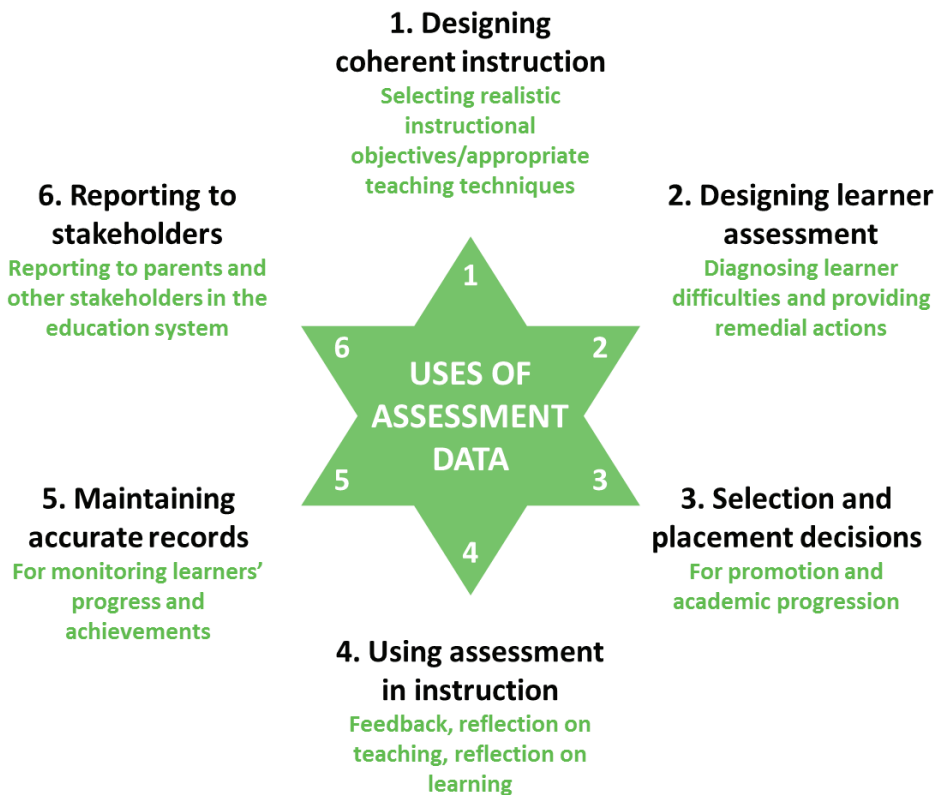 1. Designing
coherent instruction
Selecting realistic
instructional
objectives/appropriate
teaching techniques
2. Designing learner
assessment
Diagnosing learner
difficulties and providing
remedial actions
3. Selection and
placement decisions
For promotion and
academic progression
4. Using assessment
in instruction
Feedback, reflection on
teaching, reflection on
learning
5. Maintaining
accurate records
For monitoring learners’
progress and
achievements
6. Reporting to
stakeholders
Reporting to parents and
other stakeholders in the
education system
1
2
3
4
5
6
USES OF
ASSESSMENT
DATA